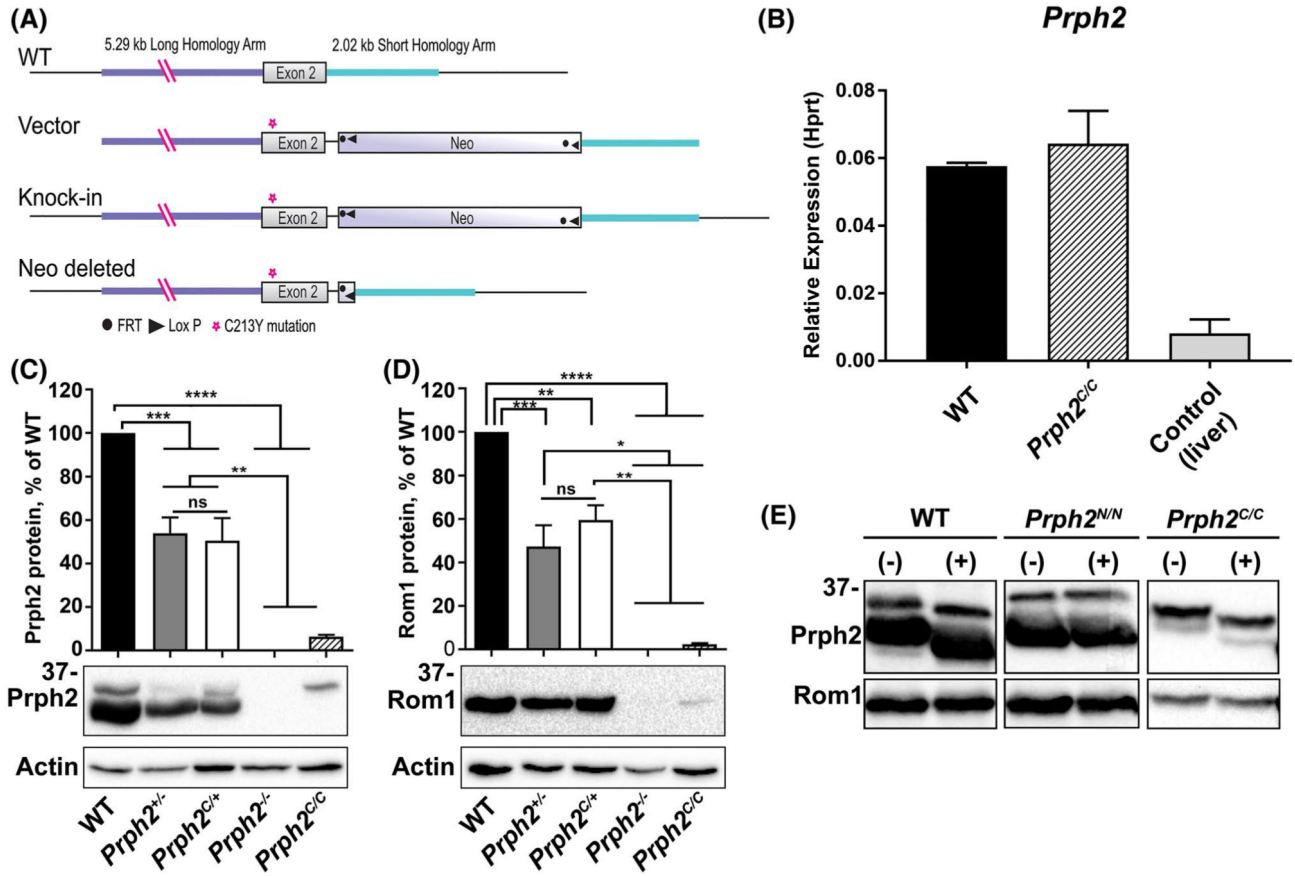 (A)
5.29 kb Long Homology Arm 2.02 kb Short Homology Arm
WT
Exon 2
Vector
Exon 2 Neo
Knock-in
Exon 2 Neo
Neo deleted
Exon 2
FRT Lox P C213Y mutation
(B)
Prph2
Relative Expression (Hprt)
0.08
0.06
0.04
0.02
0.00
WT
Prph2C/C
Control (liver)
(C)
Prph2 protein, % of WT
120
100
80
60
40
20
0
****
***
**
ns
37-
Prph2
Actin
WT
Prph2+/-
Prph2C/+
Prph2-/-
Prph2C/C
(D)
Rom1 protein, % of WT
120
100
80
60
40
20
0
****
**
***
*
ns
**
37-
Rom1
Actin
WT
Prph2+/-
Prph2C/+
Prph2-/-
Prph2C/C
(E)
WT Prph2N/N Prph2C/C
(-) (+) (-) (+) (-) (+)
37-
Prph2
Rom1